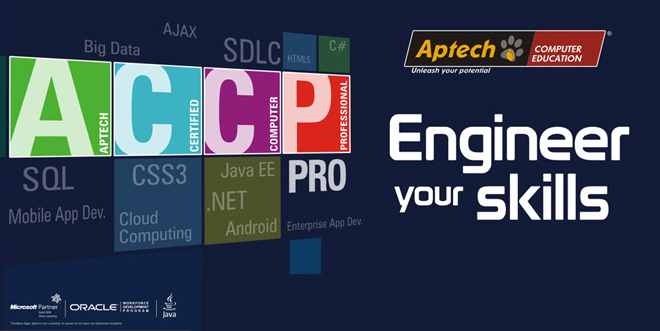 AJAX
Big Data
SDLC
HTML5
C#
A
APTECH
C
CERTIFIED
C
COMPUTER
P
PROFESSIONAL
PRO
SQL
CSS3
Java EE
.NET
Mobile App Dev.
Cloud
Computing
Android
Enterprise App Dev.
Aptech
COMPUTER
EDUCATION
®
Unleash your potential
Engineer
your skills
Microsoft Partner
ORACLE
WORKFORCE
DEVELOPMENT
PROGRAM
Java